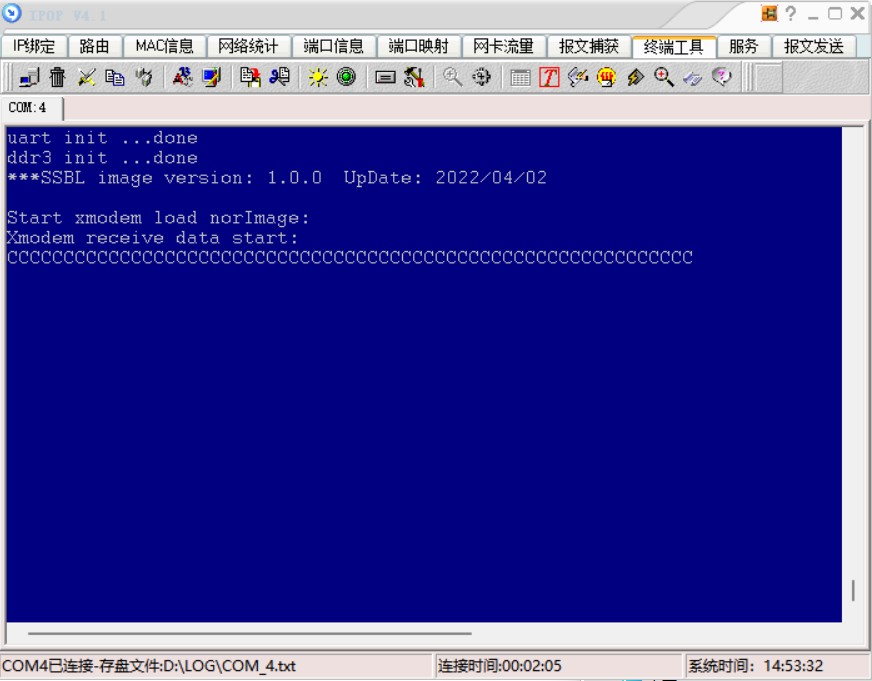 IPOP V4.1
IP绑定 路由 MAC信息 网络统计 端口信息 端口映射 网卡流量 报文捕获 终端工具 服务 报文发送
COM:4
uart init ...done
ddr3 init ...done
***SSBL image version: 1.0.0  UpDate: 2022/04/02
Start xmodem load norImage:
Xmodem receive data start:
CCCCCCCCCCCCCCCCCCCCCCCCCCCCCCCCCCCCCCCCCCCCCCCCCCCCCCCCCCCCC
COM4已连接-存盘文件:D:\LOG\COM_4.txt 连接时间:00:02:05 系统时间： 14:53:32